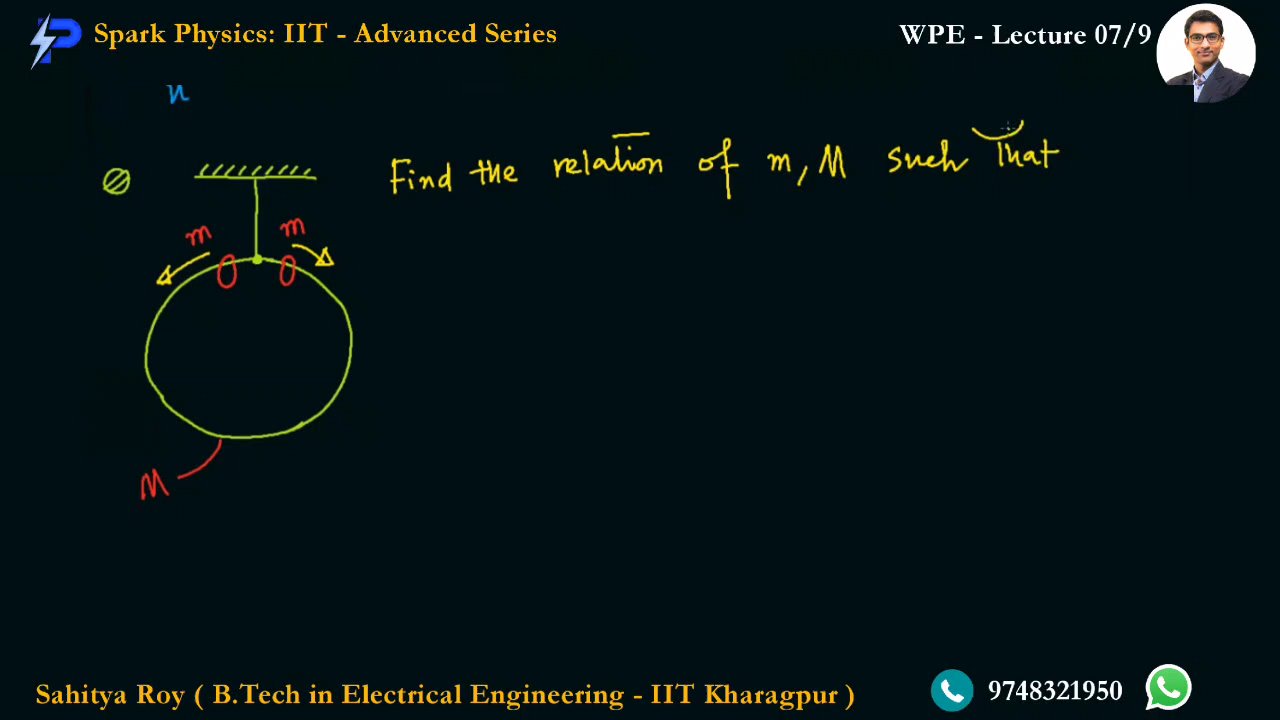 Spark Physics: IIT - Advanced Series
WPE - Lecture 07/9
n
Find the relation of m, M such that
m
m
M
Sahitya Roy ( B.Tech in Electrical Engineering - IIT Kharagpur )
9748321950